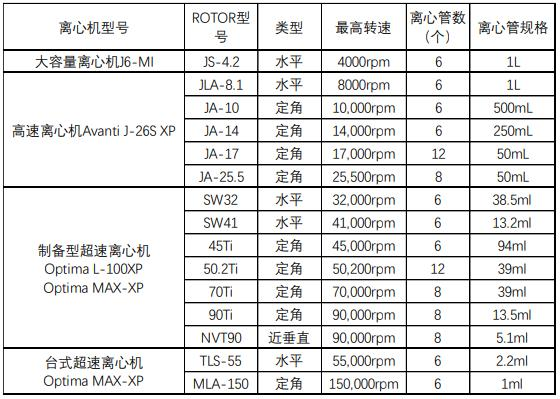 离心机型号 ROTOR型号 类型 最高转速 离心管数（个） 离心管规格
大容量离心机J6-MI JS-4.2 水平 4000rpm 6 1L
高速离心机Avanti J-26S XP JLA-8.1 水平 8000rpm 6 1L
JA-10 定角 10,000rpm 6 500mL
JA-14 定角 14,000rpm 6 250mL
JA-17 定角 17,000rpm 12 50mL
JA-25.5 定角 25,500rpm 8 50mL
制备型超速离心机
Optima L-100XP
Optima MAX-XP
SW32 水平 32,000rpm 6 38.5ml
SW41 水平 41,000rpm 6 13.2ml
45Ti 定角 45,000rpm 6 94ml
50.2Ti 定角 50,200rpm 12 39ml
70Ti 定角 70,000rpm 8 39ml
90Ti 定角 90,000rpm 8 13.5ml
NVT90 近垂直 90,000rpm 8 5.1ml
台式超速离心机
Optima MAX-XP
TLS-55 水平 55,000rpm 6 2.2ml
MLA-150 定角 150,000rpm 6 1ml